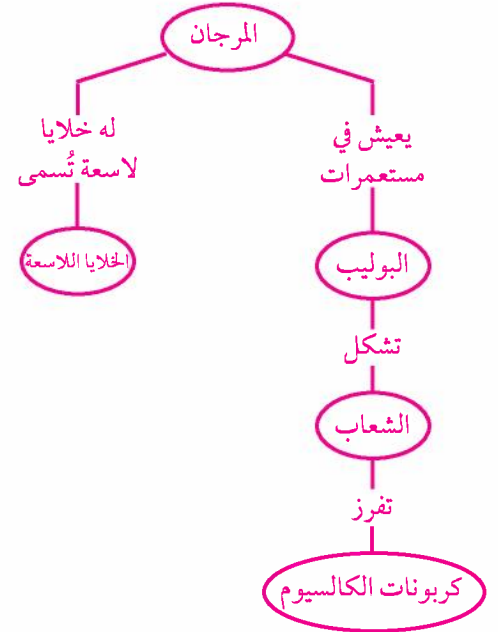 المرجان
يعيش في
مستعمرات
البوليب
تشكل
الشعاب
تفرز
كربونات الكالسيوم
له خلايا
لاسعة تُسمى
الخلايا اللاسعة